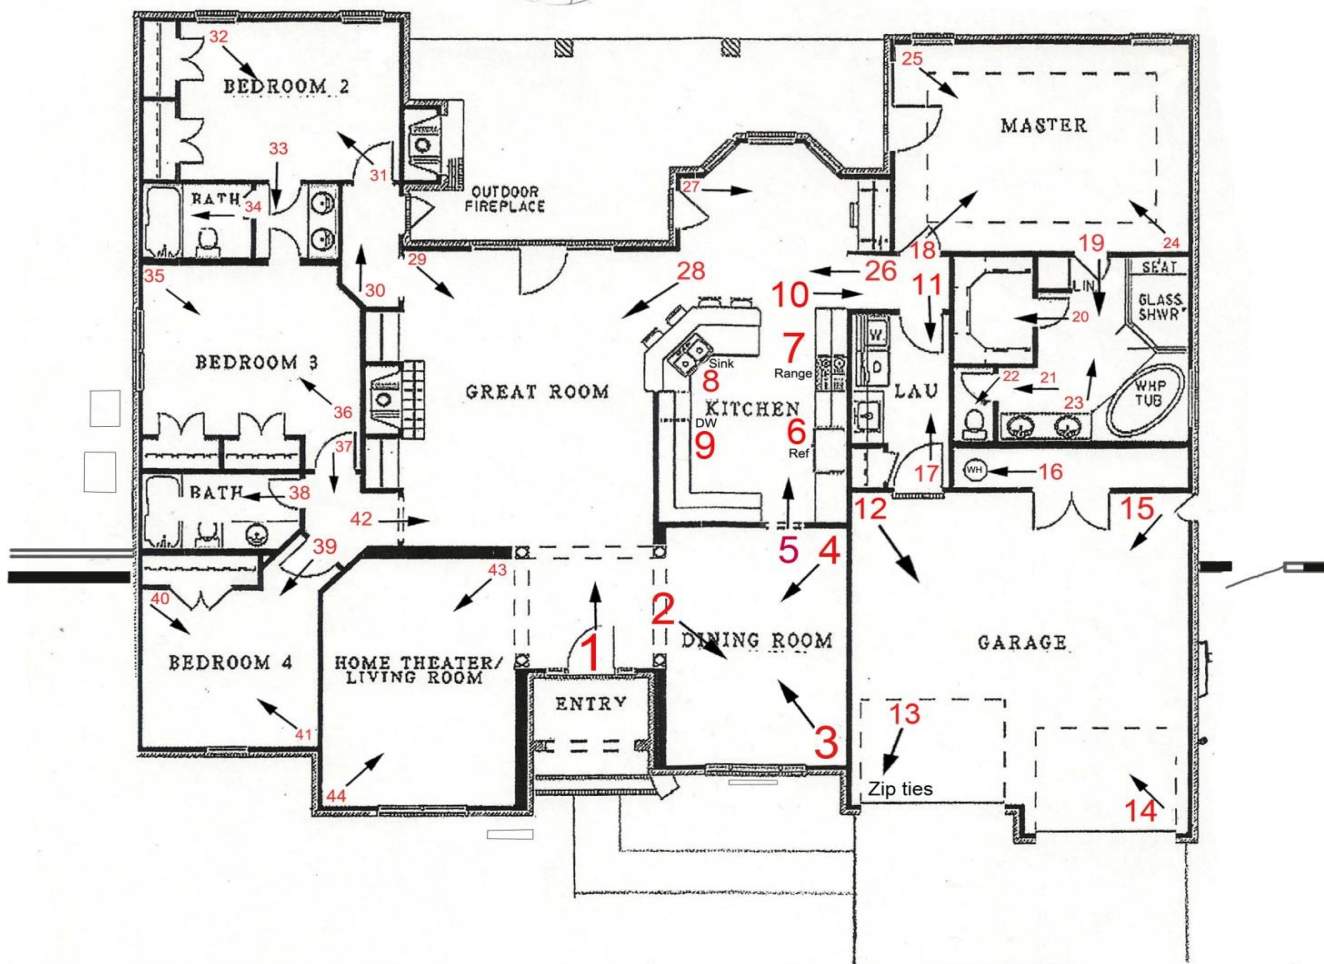 32
BEDROOM 2
33
31
BATH
34
OUTDOOR
FIREPLACE
27
25
MASTER
18
19
24
35
30
29
28
26
10
11
LIN
SEAT
GLASS
SHWR
20
BEDROOM 3
36
37
GREAT ROOM
7
Sink
Range
8
KITCHEN
DW
9
6
Ref
W
D
LAU
22
21
23
WHP
TUB
BATH
38
42
17
WH
16
12
15
39
5
4
40
43
BEDROOM 4
41
HOME THEATER/
LIVING ROOM
44
1
2
ENTRY
DINING ROOM
3
GARAGE
13
Zip ties
14